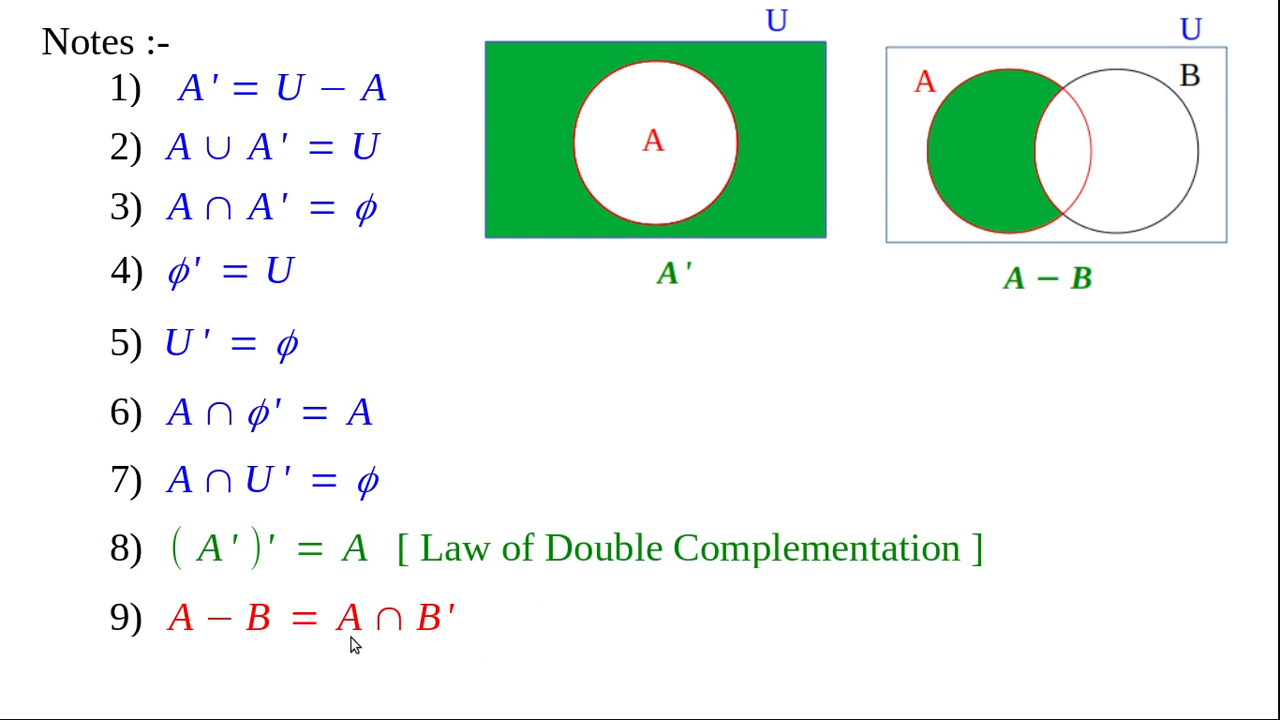 Notes :-
1) A' = U − A
2) A ∪ A' = U
3) A ∩ A' = ϕ
4) ϕ' = U
5) U' = ϕ
6) A ∩ ϕ' = A
7) A ∩ U' = ϕ
8) (A')' = A [ Law of Double Complementation ]
9) A − B = A ∩ B'
U
A
A'
U
A
B
A − B